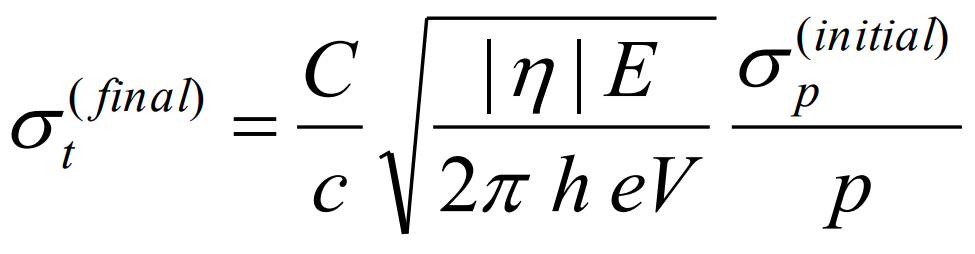 σ_t^(final) = C/c √(|η| E / 2π h eV) σ_p^(initial)/p